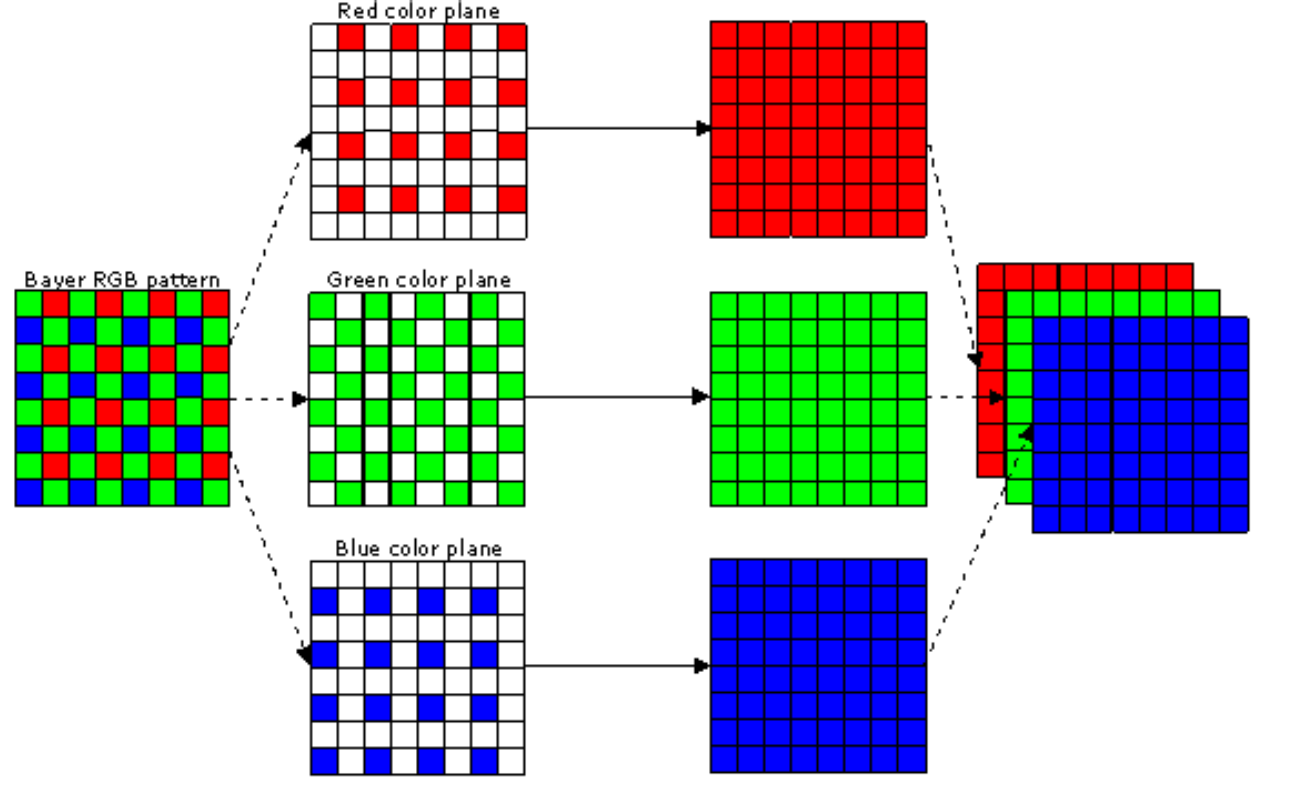 Red color plane
Bayer RGB pattern
Green color plane
Blue color plane